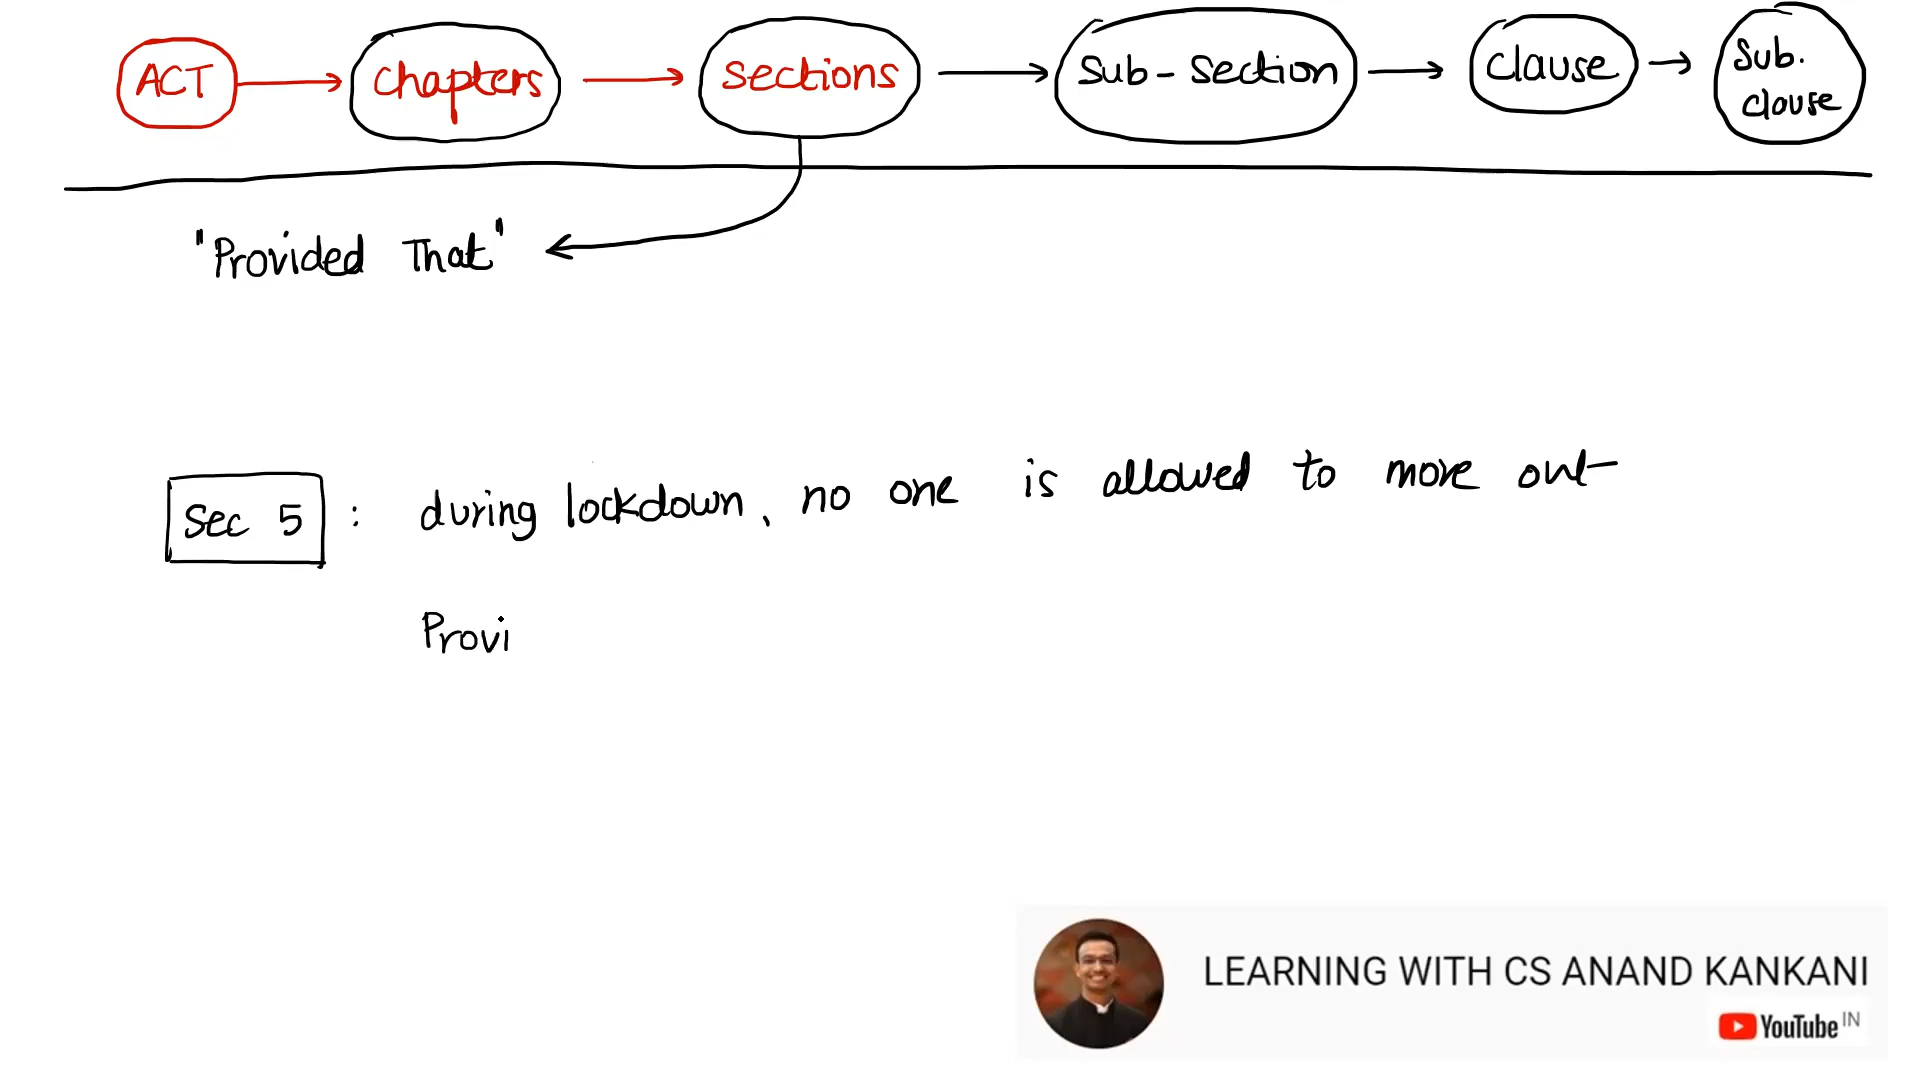 ACT → chapters → sections → Sub-section → Clause → Sub. clause
"Provided That"
Sec 5 : during lockdown, no one is allowed to move out
Provi
LEARNING WITH CS ANAND KANKANI
YouTube IN